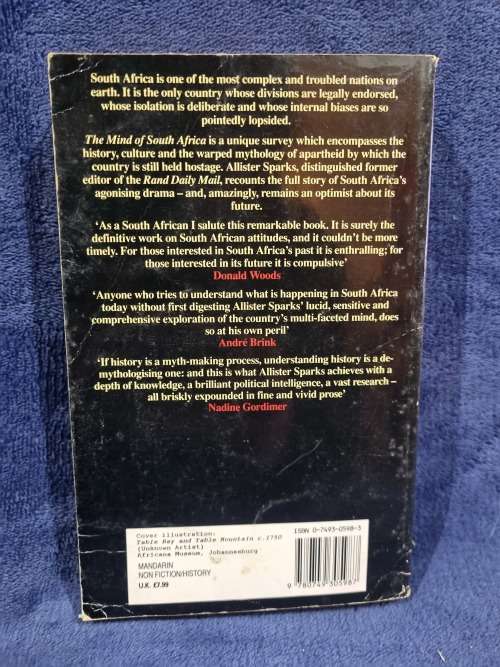 South Africa is one of the most complex and troubled nations on
earth. It is the only country whose divisions are legally endorsed,
whose isolation is deliberate and whose internal biases are so
pointedly lopsided.
The Mind of South Africa is a unique survey which encompasses the
history, culture and the warped mythology of apartheid by which the
country is still held hostage. Allister Sparks, distinguished former
editor of the Rand Daily Mail, recounts the full story of South Africa's
agonising drama – and, amazingly, remains an optimist about its
future.
'As a South African I salute this remarkable book. It is surely the
definitive work on South African attitudes, and it couldn't be more
timely. For those interested in South Africa's past it is enthralling; for
those interested in its future it is compulsive'
Donald Woods
'Anyone who tries to understand what is happening in South Africa
today without first digesting Allister Sparks' lucid, sensitive and
comprehensive exploration of the country's multi-faceted mind, does
so at his own peril'
André Brink
'If history is a myth-making process, understanding history is a de-
mythologising one: and this is what Allister Sparks achieves with a
depth of knowledge, a brilliant political intelligence, a vast research –
all briskly expounded in fine and vivid prose'
Nadine Gordimer
Cover illustration:
Table Bay and Table Mountain c.1790
(Unknown Artist)
Africana Museum, Johannesburg
MANDARIN
NON FICTION/HISTORY
U.K. £7.99
ISBN 0-7493-0598-3
9 780749 305987